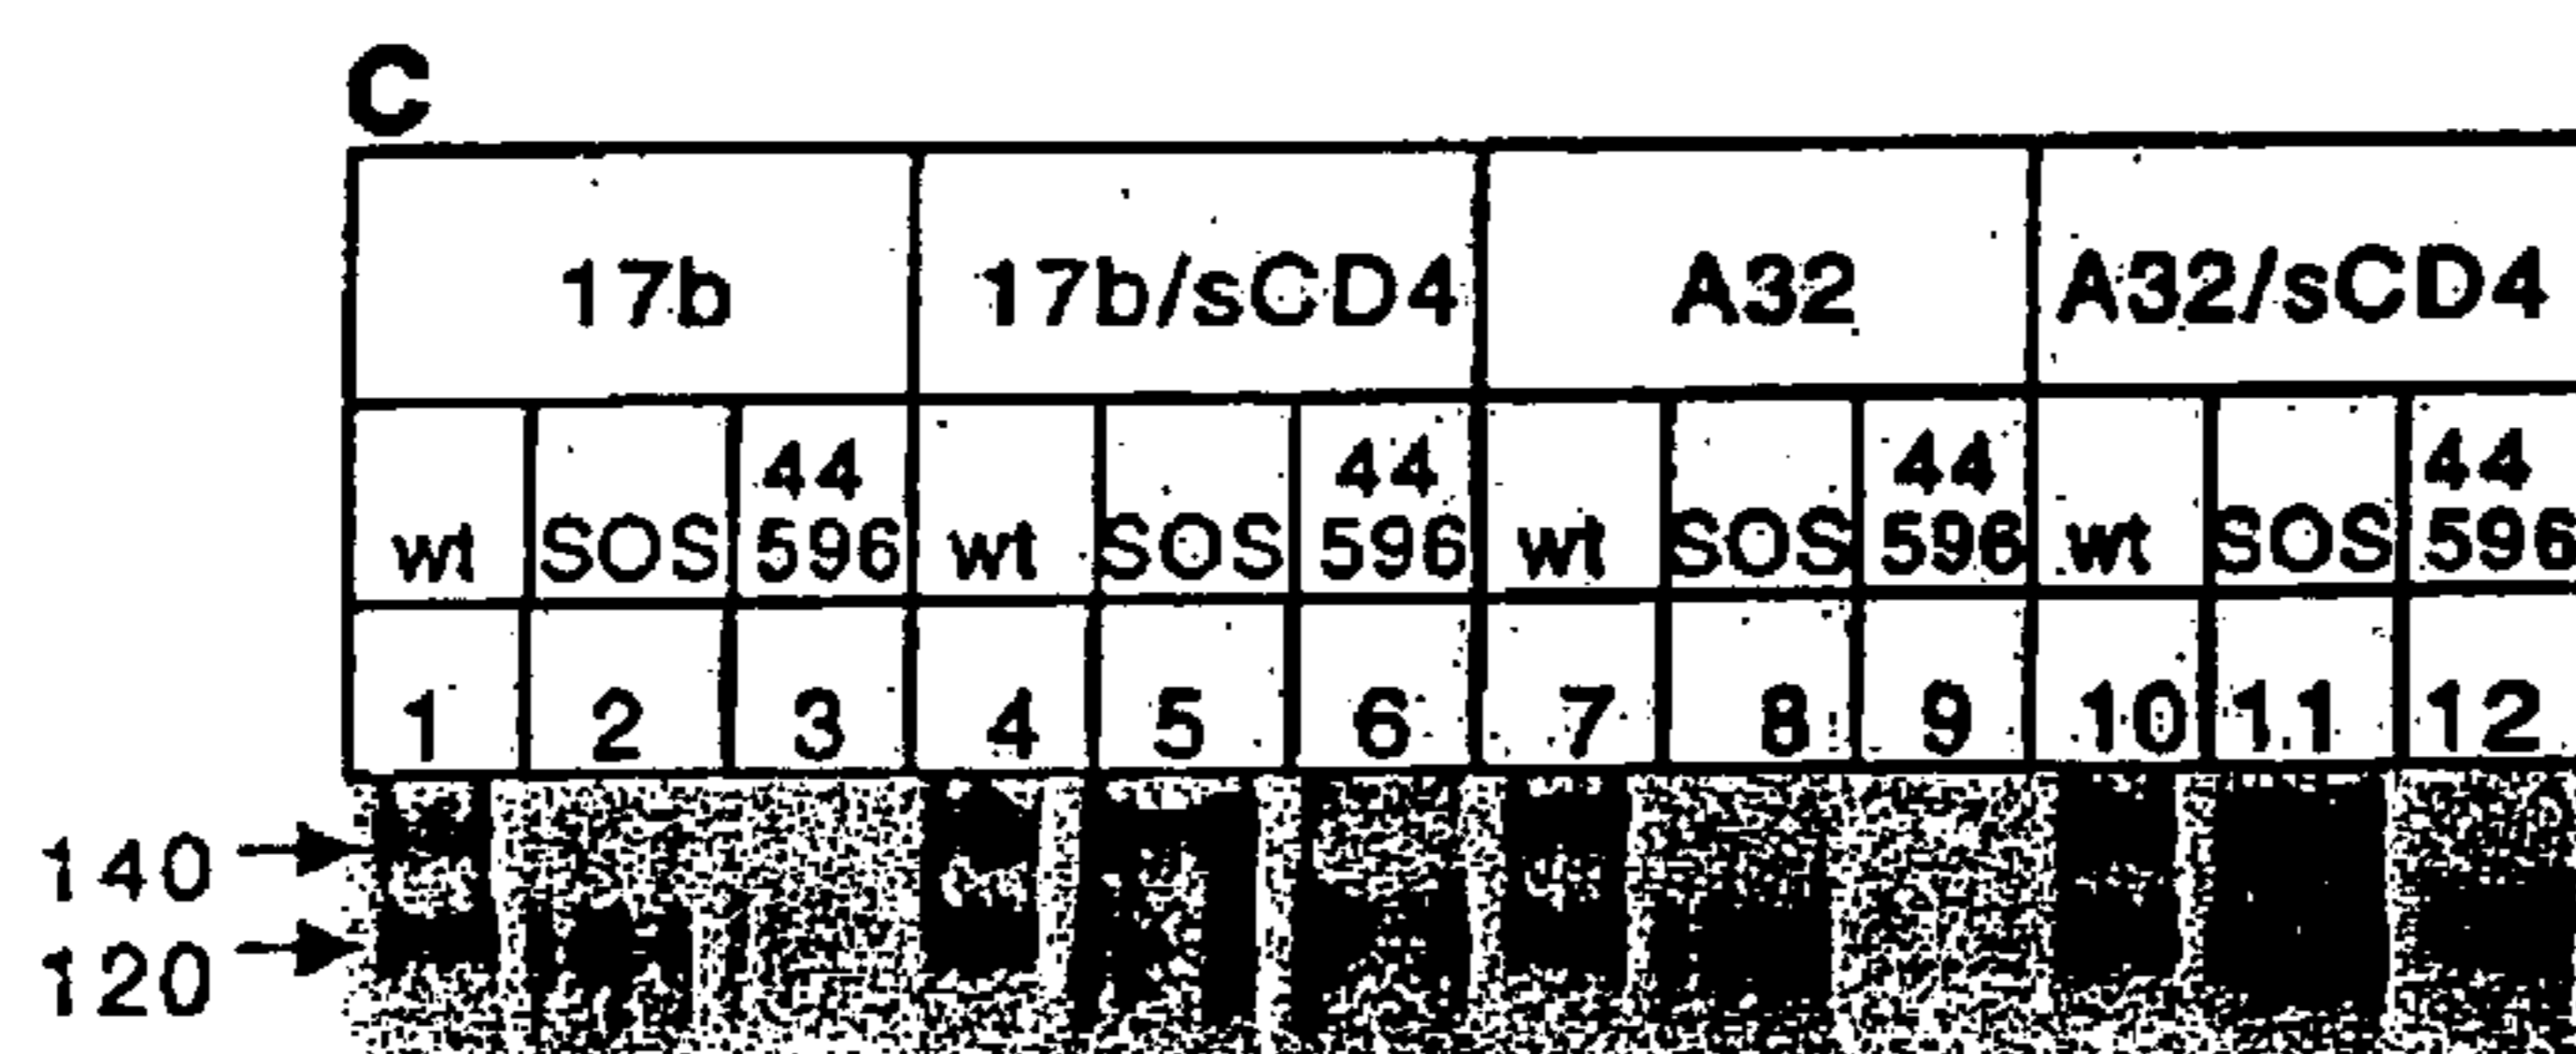 C
17b 17b/sCD4 A32 A32/sCD4
44 44 44 44
wt SOS 596 wt SOS 596 wt SOS 596 wt SOS 596
1 2 3 4 5 6 7 8 9 10 11 12
140
120